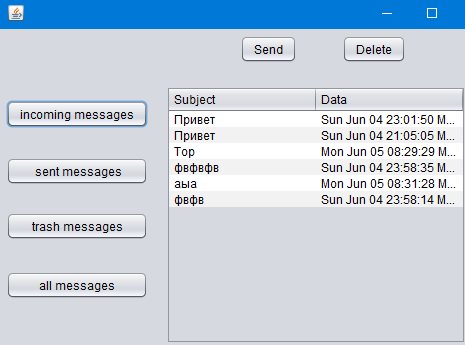 Send Delete
Subject Data
incoming messages
Привет Sun Jun 04 23:01:50 M...
Привет Sun Jun 04 21:05:05 M...
Тор Mon Jun 05 08:29:29 M...
фвфвфв Sun Jun 04 23:58:35 M...
аыа Mon Jun 05 08:31:28 M...
фвфв Sun Jun 04 23:58:14 M...
sent messages
trash messages
all messages